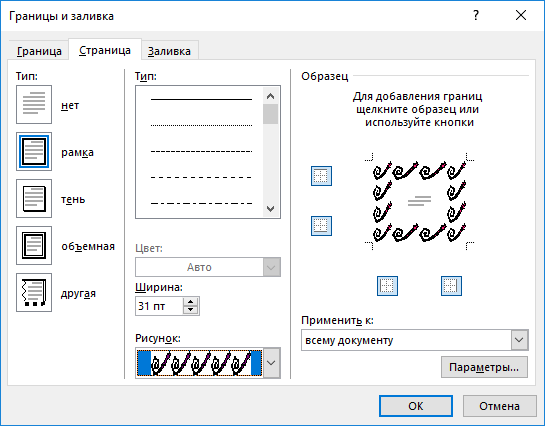 Границы и заливка
?
Граница
Страница
Заливка
Тип:
нет
рамка
тень
объемная
другая
Тип:
Цвет:
Авто
Ширина:
31 пт
Рисунок:
Образец
Для добавления границ
щелкните образец или
используйте кнопки
Применить к:
всему документу
Параметры...
ОК
Отмена